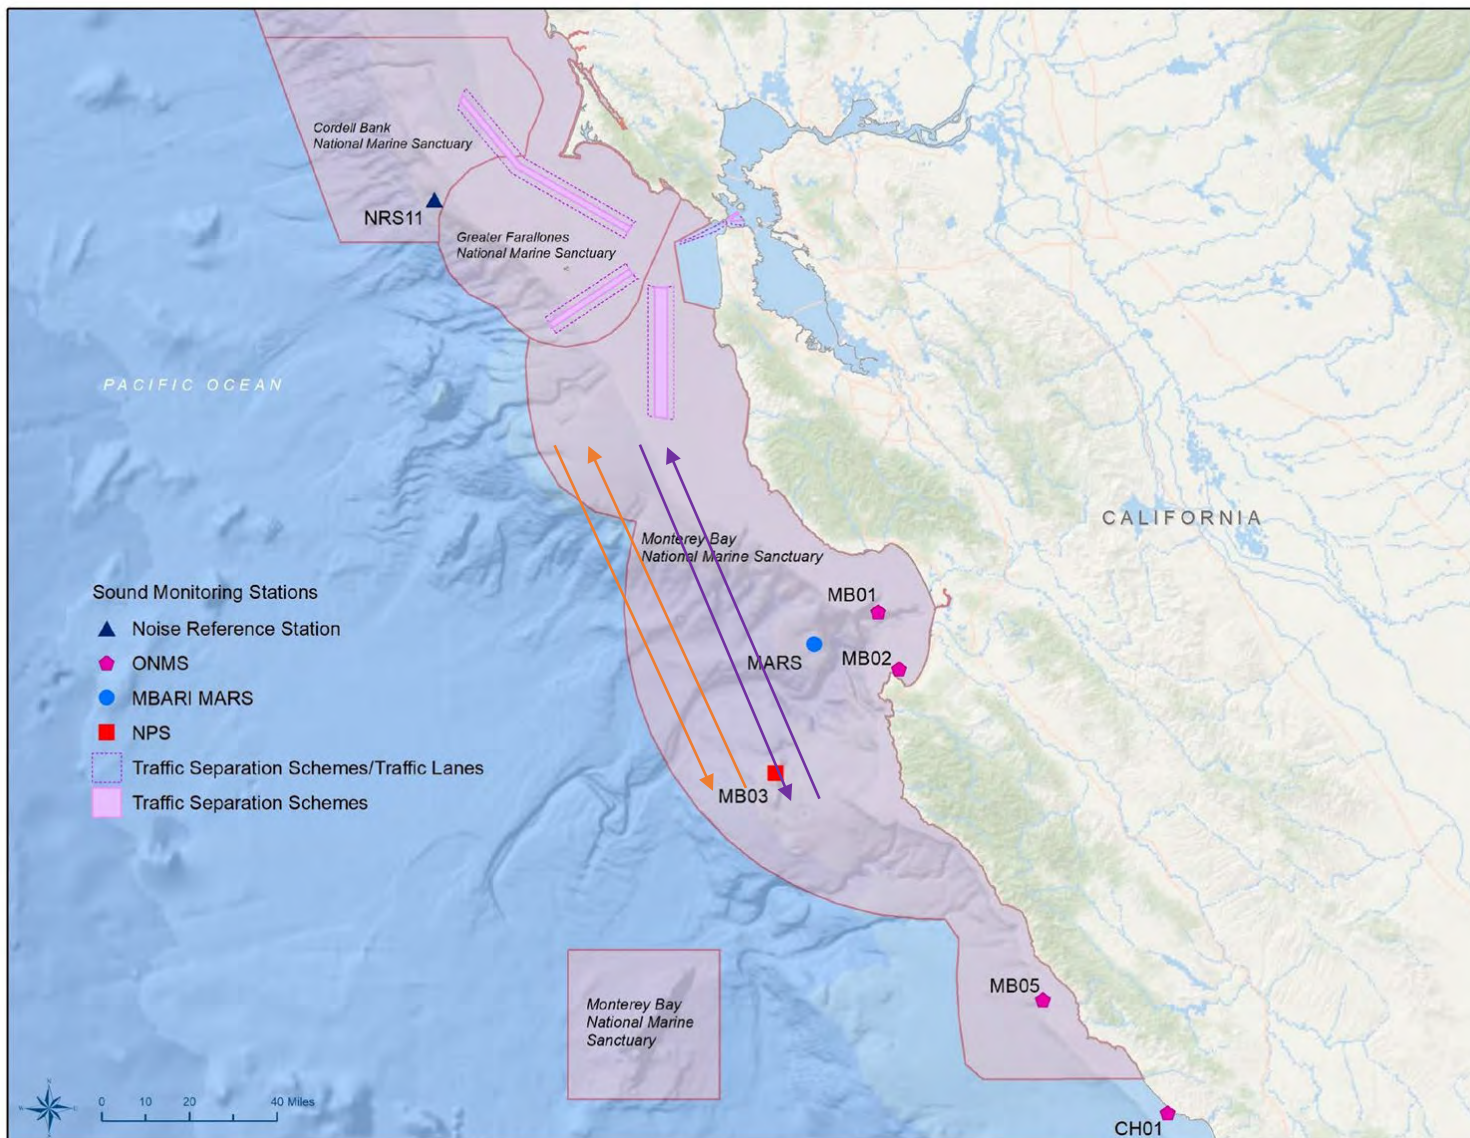 Cordell Bank
National Marine Sanctuary
NRS11
Greater Farallones
National Marine Sanctuary
PACIFIC OCEAN
CALIFORNIA
Monterey Bay
National Marine Sanctuary
MB01
MARS
MB02
MB03
Sound Monitoring Stations
Noise Reference Station
ONMS
MBARI MARS
NPS
Traffic Separation Schemes/Traffic Lanes
Traffic Separation Schemes
Monterey Bay
National Marine
Sanctuary
MB05
CH01
N
W
0 10 20 40 Miles